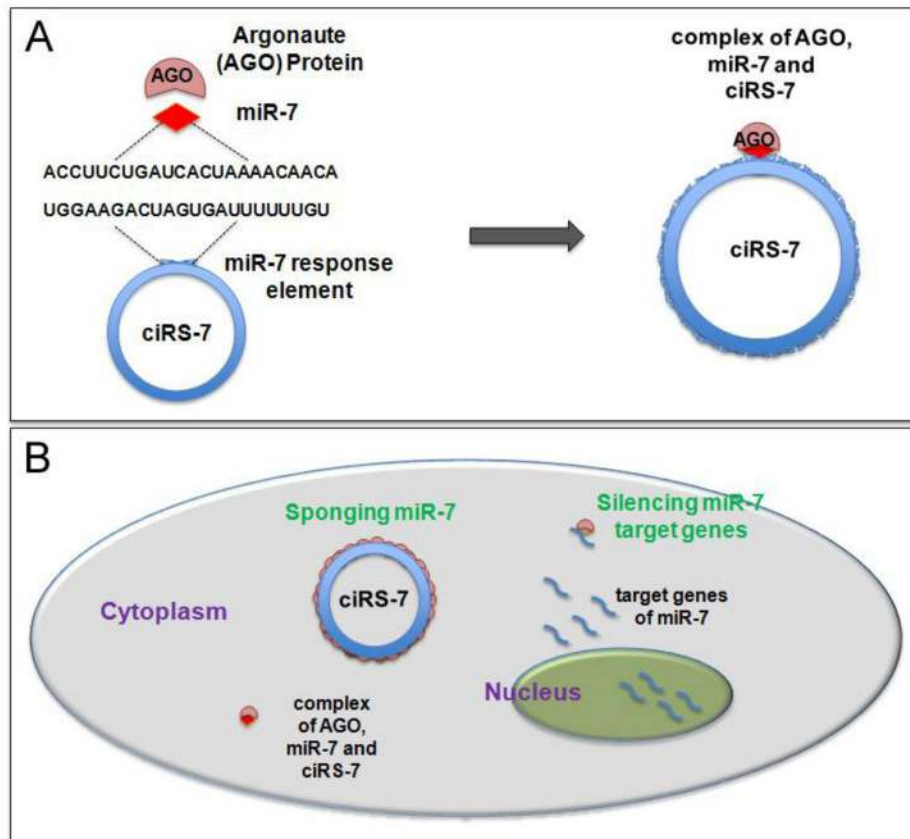 A
Argonaute
(AGO) Protein
AGO
miR-7
ACCUUCUGAUCACUAAAACAACA
UGGAAGACUAGUGAUUUUUUGU
miR-7 response
element
ciRS-7
complex of AGO,
miR-7 and
ciRS-7
AGO
ciRS-7
B
Sponging miR-7
ciRS-7
Silencing miR-7
target genes
Cytoplasm
target genes
of miR-7
Nucleus
complex
of AGO,
miR-7 and
ciRS-7